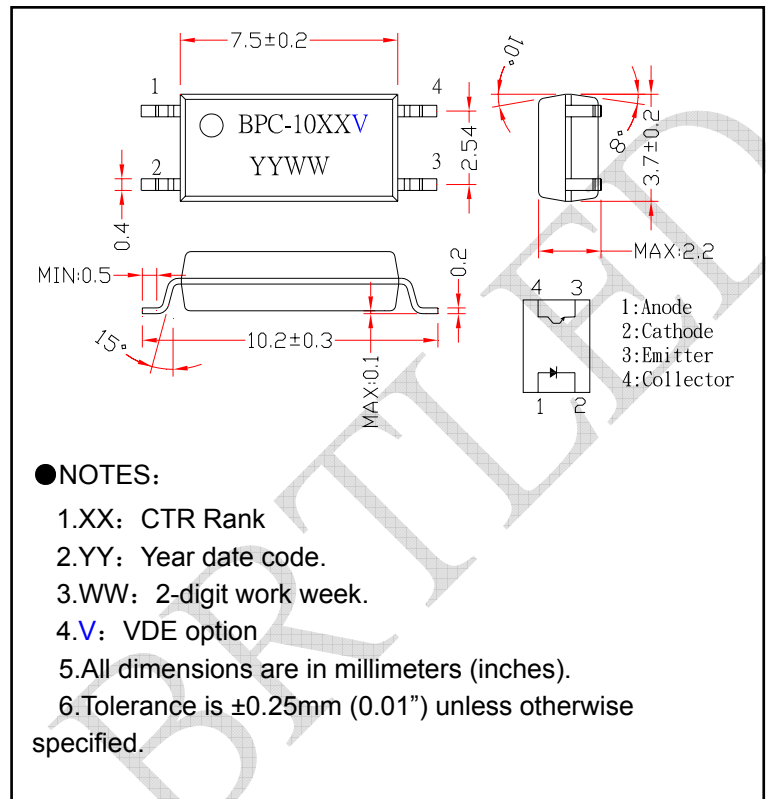 7.5±0.2
1
4
BPC-10XXV
YYWW
2
3
2.54
0.4
10°
8°
3.7±0.2
MAX:2.2
MIN:0.5
0.2
15°
10.2±0.3
MAX:0.1
4 3
1 2
1:Anode
2:Cathode
3:Emitter
4:Collector
●NOTES：
1.XX： CTR Rank
2.YY： Year date code.
3.WW： 2-digit work week.
4.V： VDE option
5.All dimensions are in millimeters (inches).
6.Tolerance is ±0.25mm (0.01”) unless otherwise
specified.
BRTLED